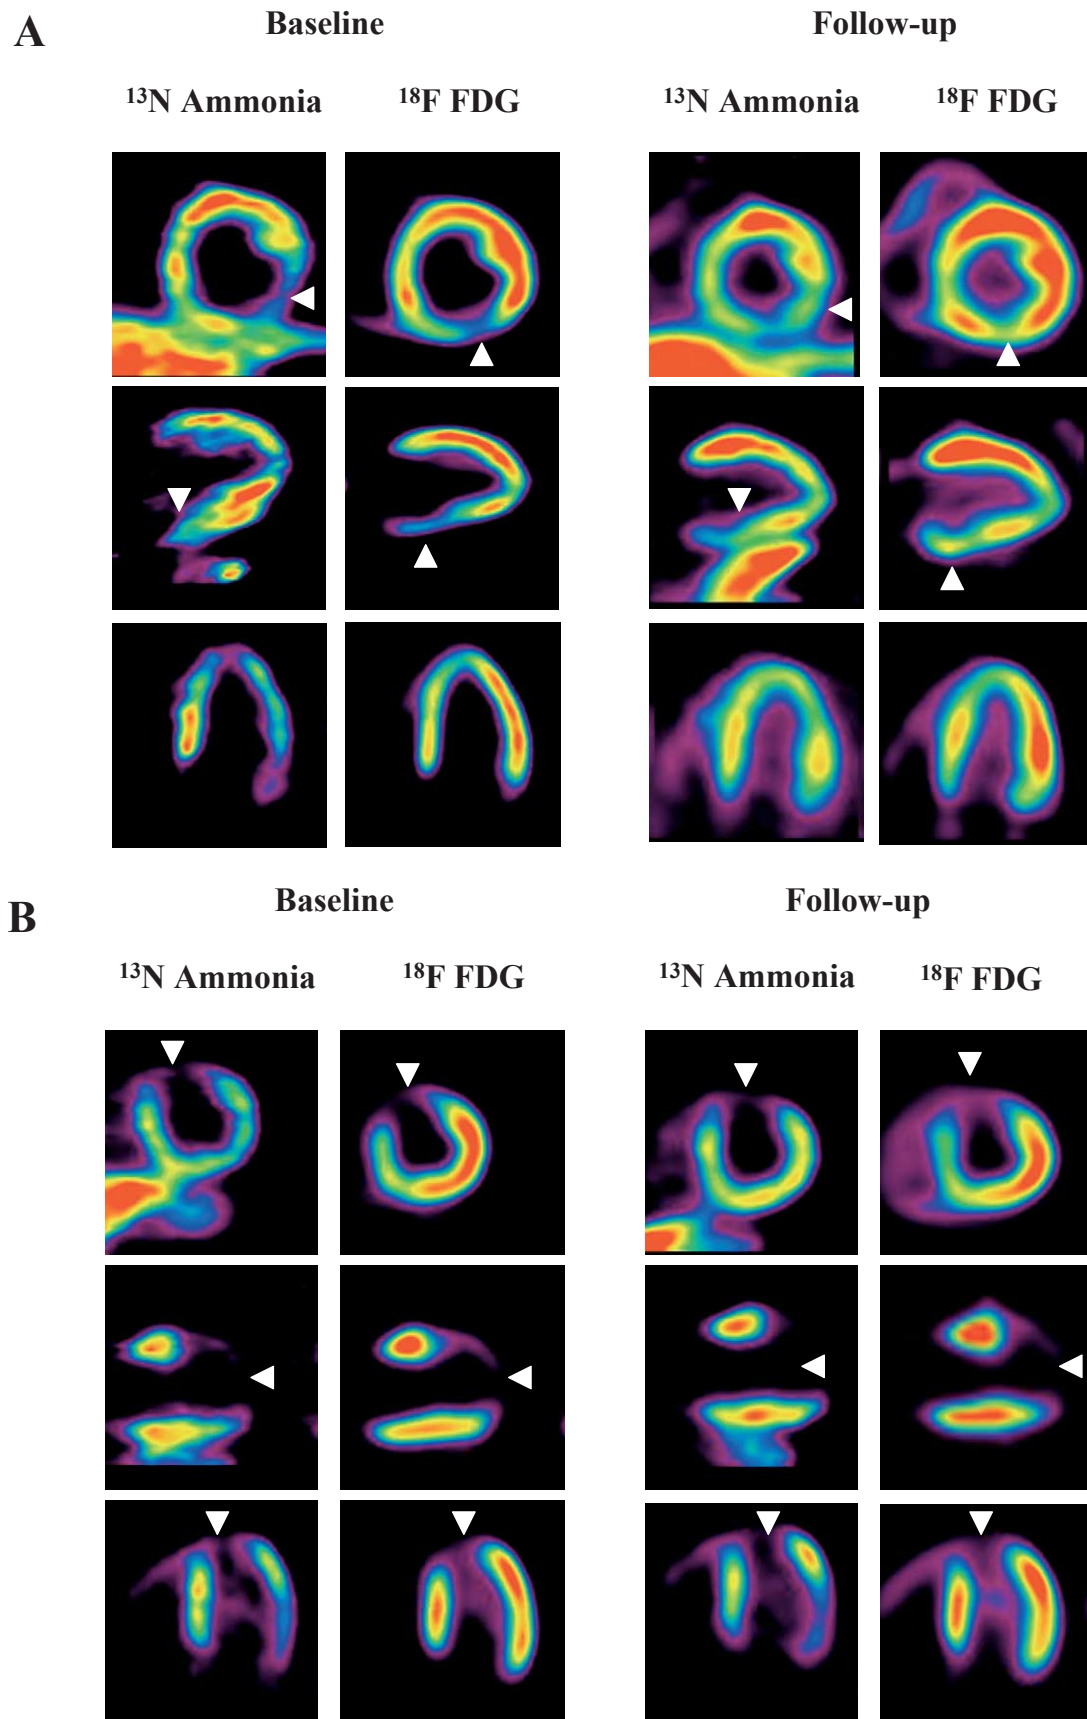 A
Baseline Follow-up
¹³N Ammonia ¹⁸F FDG ¹³N Ammonia ¹⁸F FDG
B
Baseline Follow-up
¹³N Ammonia ¹⁸F FDG ¹³N Ammonia ¹⁸F FDG